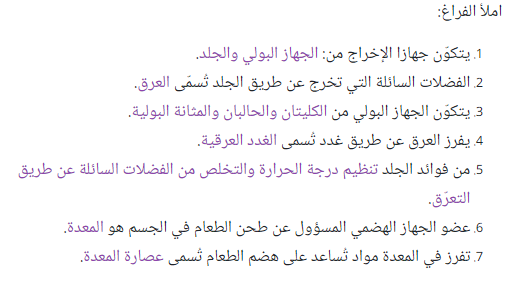 املأ الفراغ:
1. يتكوّن جهازا الإخراج من: الجهاز البولي والجلد.
2. الفضلات السائلة التي تخرج عن طريق الجلد تُسمّى العرق.
3. يتكوّن الجهاز البولي من الكليتان والحالبان والمثانة البولية.
4. يفرز العرق عن طريق غدد تُسمى الغدد العرقية.
5. من فوائد الجلد تنظيم درجة الحرارة والتخلص من الفضلات السائلة عن طريق
التعرّق.
6. عضو الجهاز الهضمي المسؤول عن طحن الطعام في الجسم هو المعدة.
7. تفرز في المعدة مواد تُساعد على هضم الطعام تُسمى عصارة المعدة.